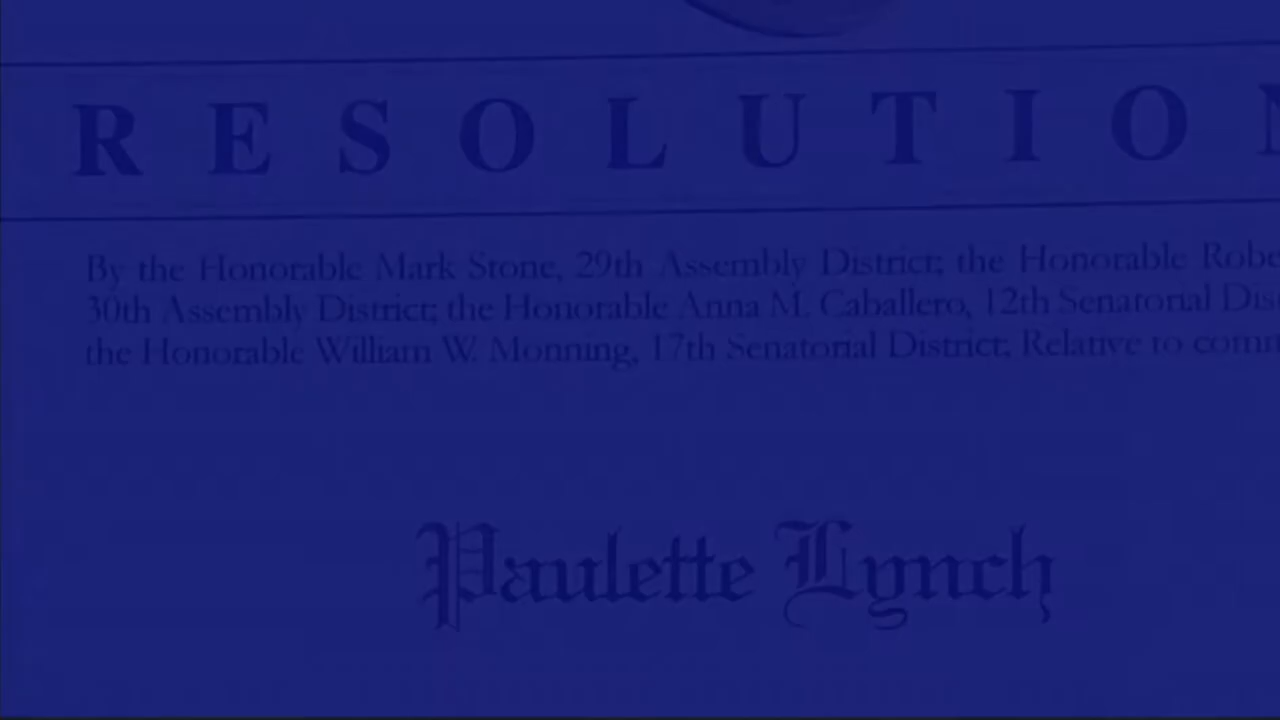 RESOLUTION
By the Honorable Mark Stone, 29th Assembly District; the Honorable
30th Assembly District; the Honorable Anna M. Caballero, 12th Senatorial
the Honorable William W. Monning, 17th Senatorial District; Relative to
Paulette Lynch